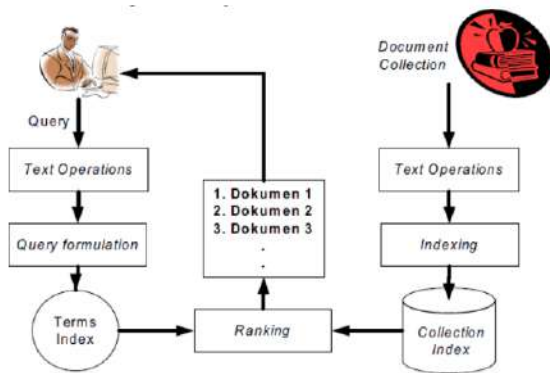 Document
Collection
Query
Text Operations
Query formulation
Terms
Index
1. Dokumen 1
2. Dokumen 2
3. Dokumen 3
.
.
Ranking
Text Operations
Indexing
Collection
Index